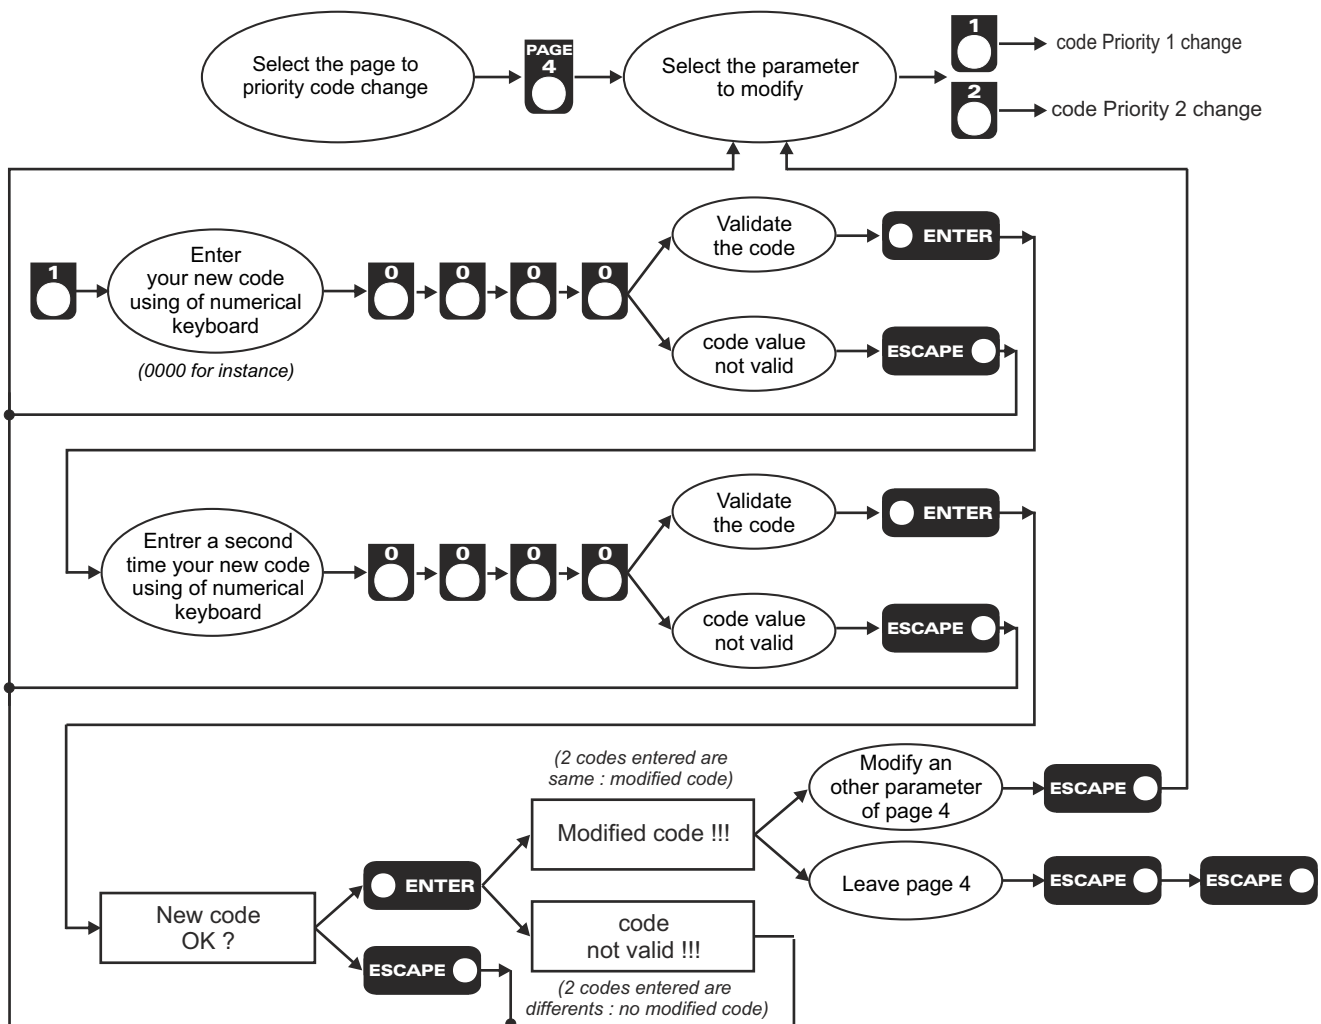 Select the page to
priority code change
PAGE
4
Select the parameter
to modify
1
code Priority 1 change
2
code Priority 2 change
1
Enter
your new code
using of numerical
keyboard
(0000 for instance)
0
0
0
0
Validate
the code
ENTER
code value
not valid
ESCAPE
Entrer a second
time your new code
using of numerical
keyboard
0
0
0
0
Validate
the code
ENTER
code value
not valid
ESCAPE
New code
OK ?
ENTER
ESCAPE
(2 codes entered are
same : modified code)
Modified code !!!
code
not valid !!!
(2 codes entered are
differents : no modified code)
Modify an
other parameter
of page 4
ESCAPE
Leave page 4
ESCAPE
ESCAPE